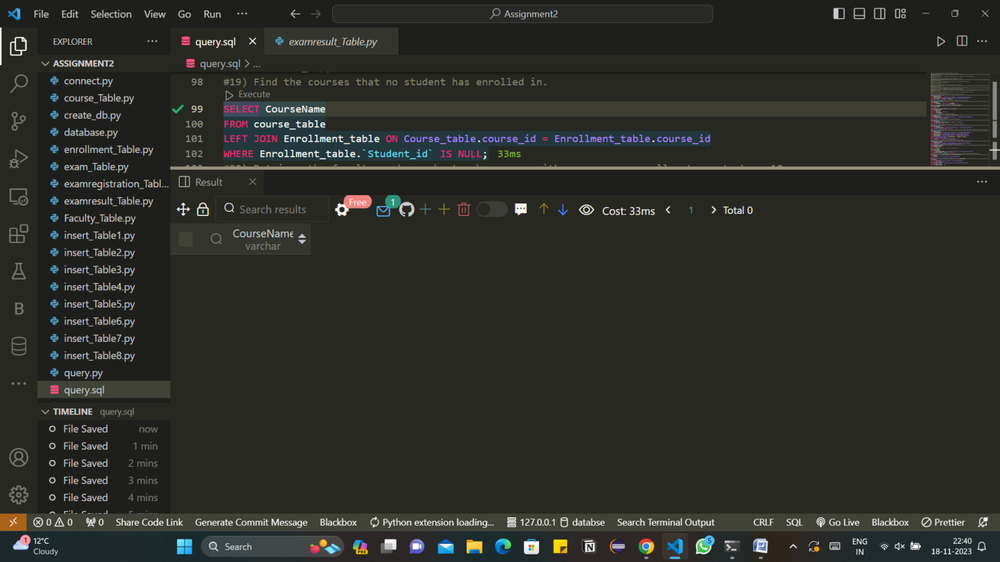 File Edit Selection View Go Run ··· Assignment2
EXPLORER
ASSIGNMENT2
connect.py
course_Table.py
create_db.py
database.py
enrollment_Table.py
exam_Table.py
examregistration_Tabl...
examresult_Table.py
Faculty_Table.py
insert_Table1.py
insert_Table2.py
insert_Table3.py
insert_Table4.py
insert_Table5.py
insert_Table6.py
insert_Table7.py
insert_Table8.py
query.py
query.sql
TIMELINE query.sql
File Saved now
File Saved 1 min
File Saved 2 mins
File Saved 3 mins
File Saved 4 mins
query.sql examresult_Table.py
query.sql > ...
98 #19) Find the courses that no student has enrolled in.
Execute
99 SELECT CourseName
100 FROM course_table
101 LEFT JOIN Enrollment_table ON Course_table.course_id = Enrollment_table.course_id
102 WHERE Enrollment_table.`Student_id` IS NULL; 33ms
Result
Search results Free 1 Cost: 33ms < 1 > Total 0
CourseName
varchar
0 0 0 Share Code Link Generate Commit Message Blackbox Python extension loading... 127.0.0.1 databse Search Terminal Output CRLF SQL Go Live Blackbox Prettier
1 12°C
Cloudy
Search
PRE
5
ENG
IN
22:40
18-11-2023